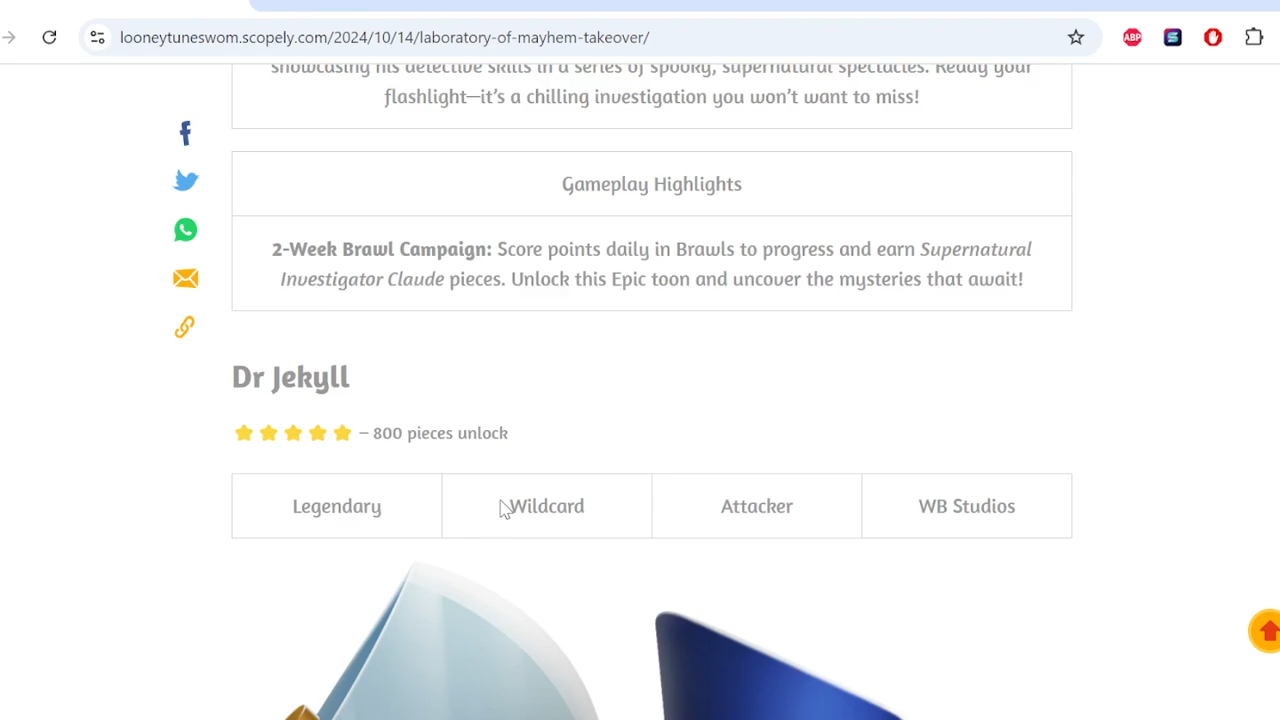 looneytuneswom.scopely.com/2024/10/14/laboratory-of-mayhem-takeover/
ABP
showcasing his detective skills in a series of spooky, supernatural spectacles. Ready your
flashlight—it's a chilling investigation you won't want to miss!
Gameplay Highlights
2-Week Brawl Campaign: Score points daily in Brawls to progress and earn Supernatural
Investigator Claude pieces. Unlock this Epic toon and uncover the mysteries that await!
Dr Jekyll
– 800 pieces unlock
Legendary
Wildcard
Attacker
WB Studios